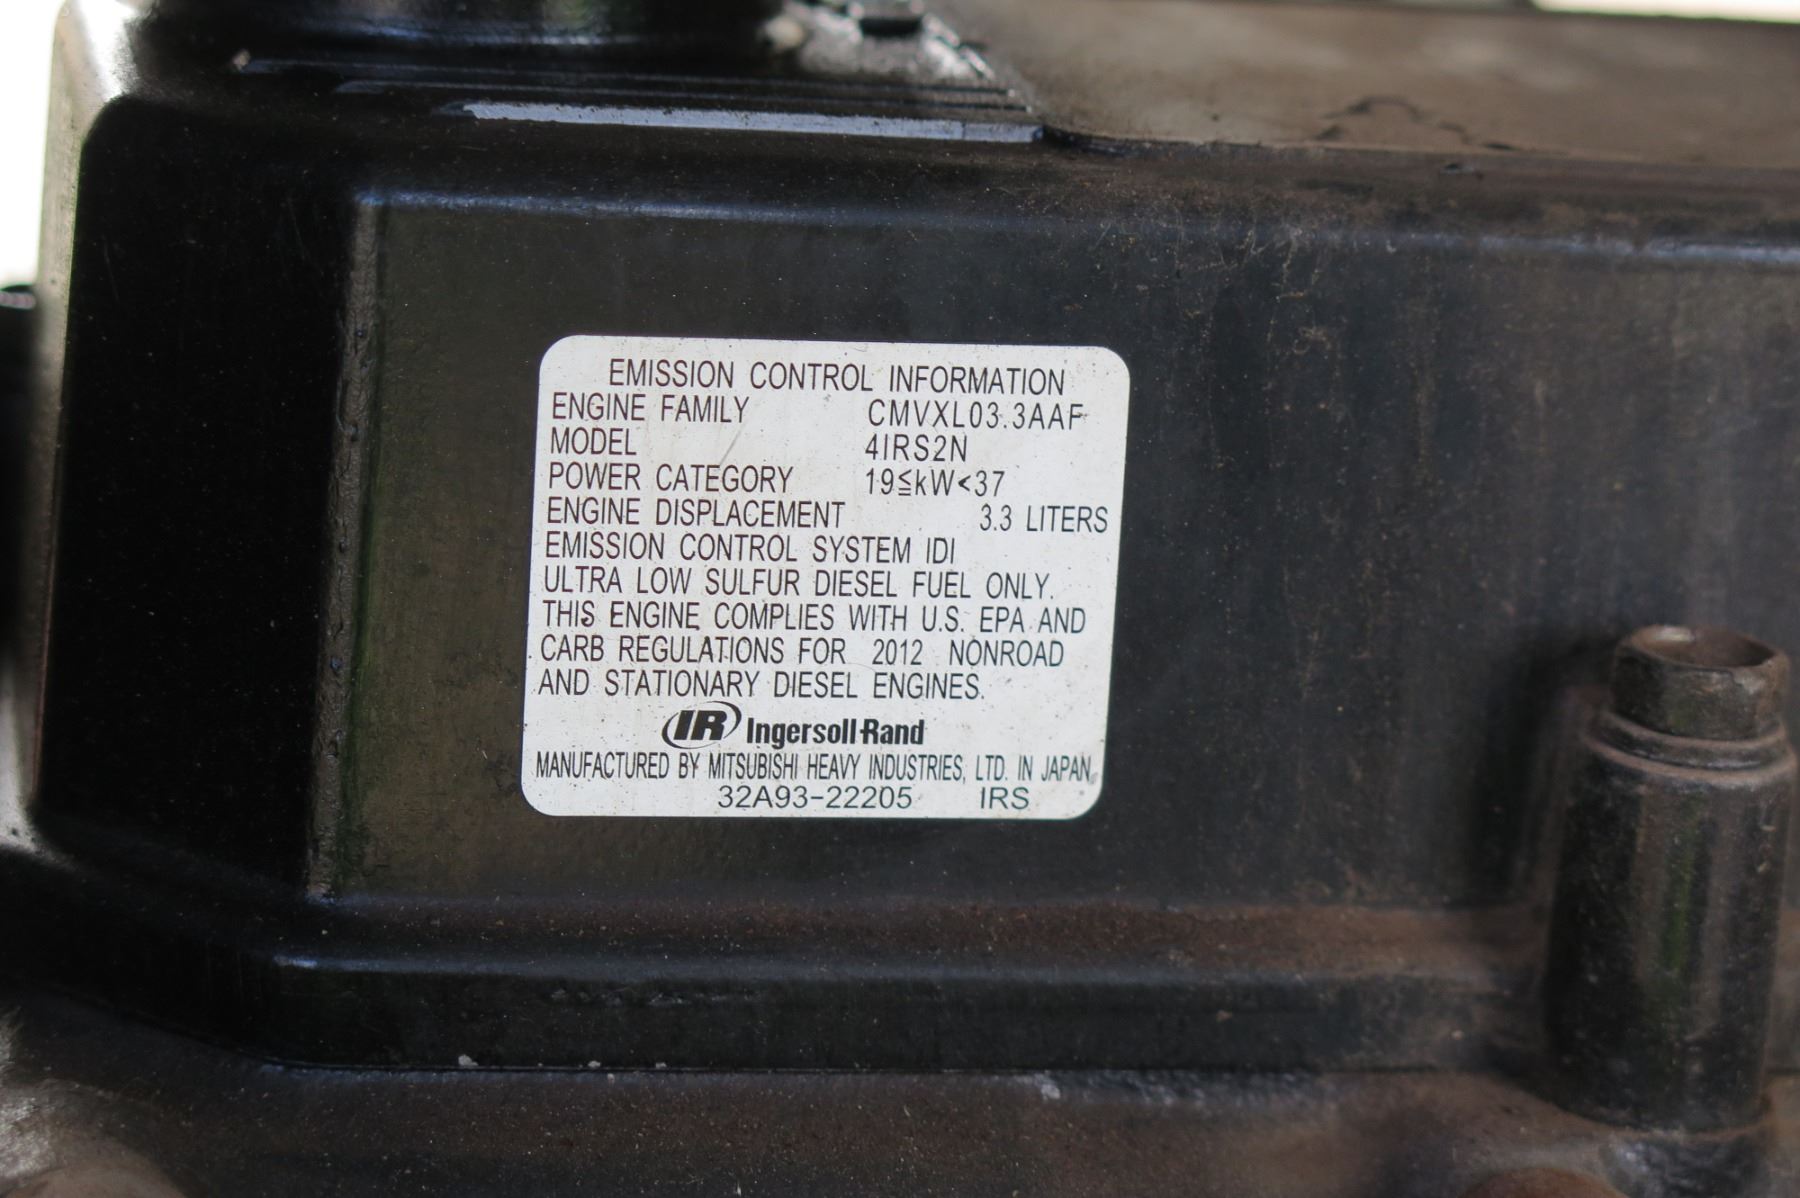 EMISSION CONTROL INFORMATION
ENGINE FAMILY CMVXL03.3AAF
MODEL 4IRS2N
POWER CATEGORY 19≦kW<37
ENGINE DISPLACEMENT 3.3 LITERS
EMISSION CONTROL SYSTEM IDI
ULTRA LOW SULFUR DIESEL FUEL ONLY.
THIS ENGINE COMPLIES WITH U.S. EPA AND
CARB REGULATIONS FOR 2012 NONROAD
AND STATIONARY DIESEL ENGINES.
IR Ingersoll-Rand
MANUFACTURED BY MITSUBISHI HEAVY INDUSTRIES, LTD. IN JAPAN.
32A93-22205 IRS